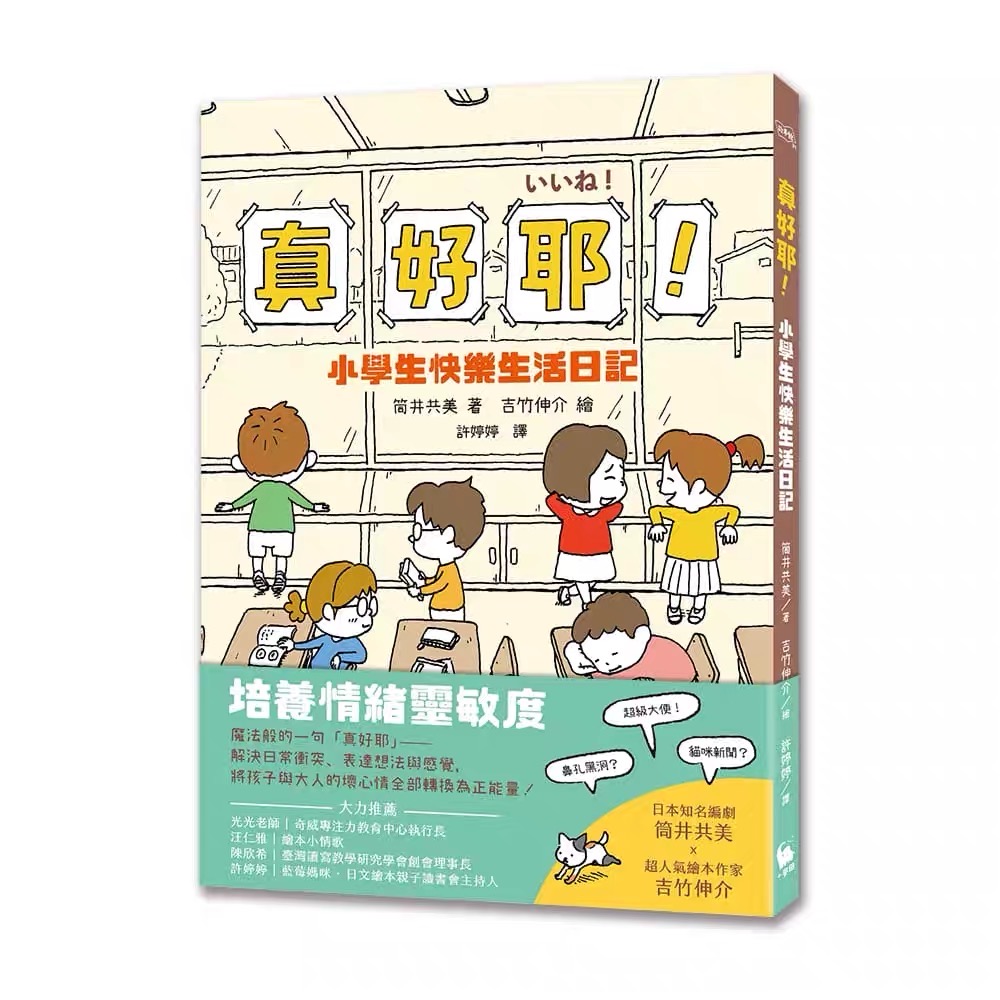 いいね！
真好耶！
小學生快樂生活日記
筒井共美 著　吉竹伸介 繪
許婷婷 譯
培養情緒靈敏度
魔法般的一句「真好耶」——
解決日常衝突、表達想法與感覺，
將孩子與大人的壞心情全部轉換為正能量！
大力推薦
光光老師｜奇威專注力教育中心執行長
汪仁雅｜繪本小情歌
陳欣希｜臺灣讀寫教學研究學會創會理事長
許婷婷｜藍莓媽咪・日文繪本親子讀書會主持人
超級大便！
貓咪新聞？
鼻孔黑洞？
日本知名編劇
筒井共美
x
超人氣繪本作家
吉竹伸介
真好耶！ 小學生快樂生活日記 筒井共美／著 吉竹伸介／繪 許婷婷／譯